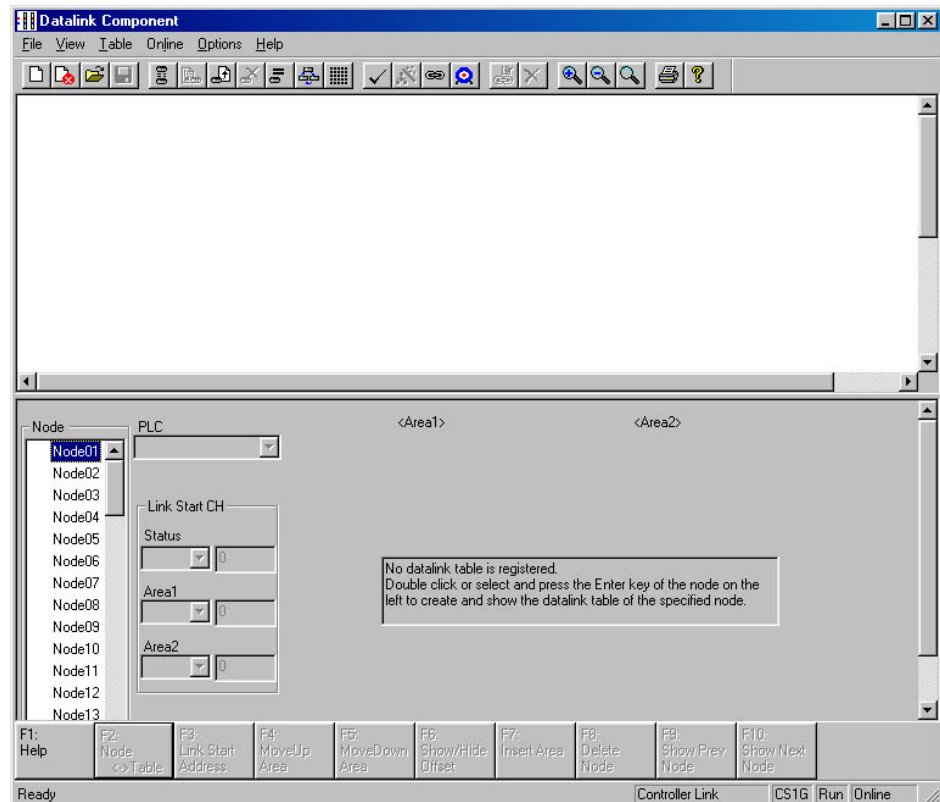 Datalink Component
File View Table Online Options Help
<Area1> <Area2>
Node
PLC
Node01
Node02
Node03
Node04
Node05
Node06
Node07
Node08
Node09
Node10
Node11
Node12
Node13
Link Start CH
Status
0
Area1
0
Area2
0
No datalink table is registered.
Double click or select and press the Enter key of the node on the
left to create and show the datalink table of the specified node.
F1:
Help
F2:
Node
<->Table
F3:
Link Start
Address
F4:
MoveUp
Area
F5:
MoveDown
Area
F6:
Show/Hide
Offset
F7:
Insert Area
F8:
Delete
Node
F9:
Show Prev
Node
F10:
Show Next
Node
Ready
Controller Link
CS1G
Run
Online